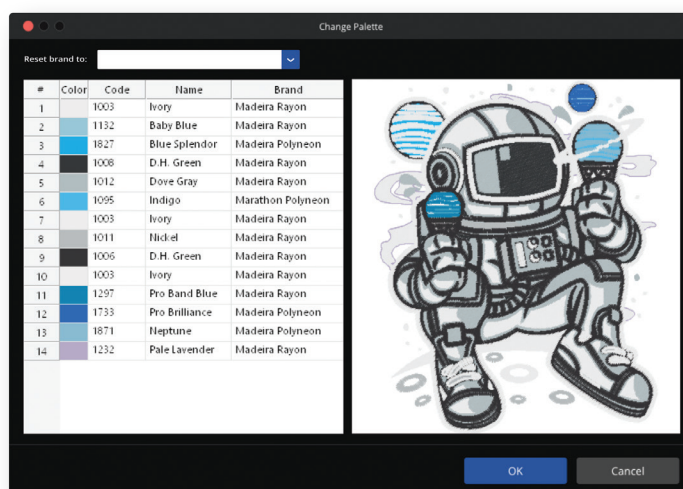 Change Palette
Reset brand to:
# Color Code Name Brand
1 1003 Ivory Madeira Rayon
2 1132 Baby Blue Madeira Rayon
3 1827 Blue Splendor Madeira Polyneon
4 1008 D.H. Green Madeira Rayon
5 1012 Dove Gray Madeira Rayon
6 1095 Indigo Marathon Polyneon
7 1003 Ivory Madeira Rayon
8 1011 Nickel Madeira Rayon
9 1006 D.H. Green Madeira Rayon
10 1003 Ivory Madeira Rayon
11 1297 Pro Band Blue Madeira Rayon
12 1733 Pro Brilliance Madeira Polyneon
13 1871 Neptune Madeira Polyneon
14 1232 Pale Lavender Madeira Rayon
OK Cancel